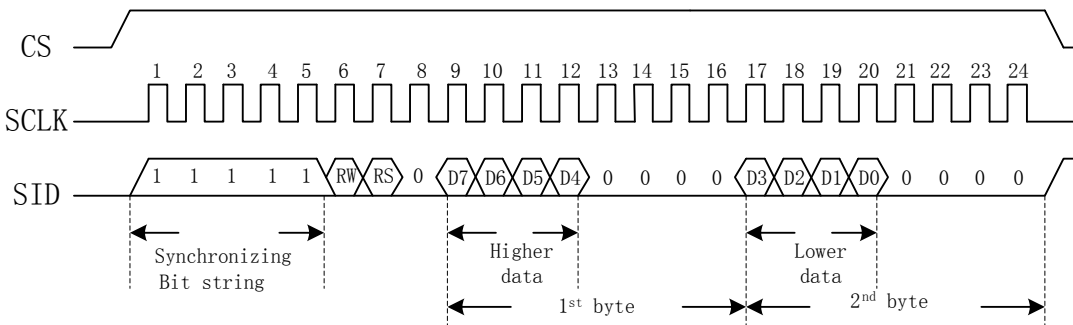 CS
1 2 3 4 5 6 7 8 9 10 11 12 13 14 15 16 17 18 19 20 21 22 23 24
SCLK
SID
1 1 1 1 1 RW RS 0 D7 D6 D5 D4 0 0 0 0 D3 D2 D1 D0 0 0 0 0
Synchronizing
Bit string
Higher
data
Lower
data
1st byte
2nd byte